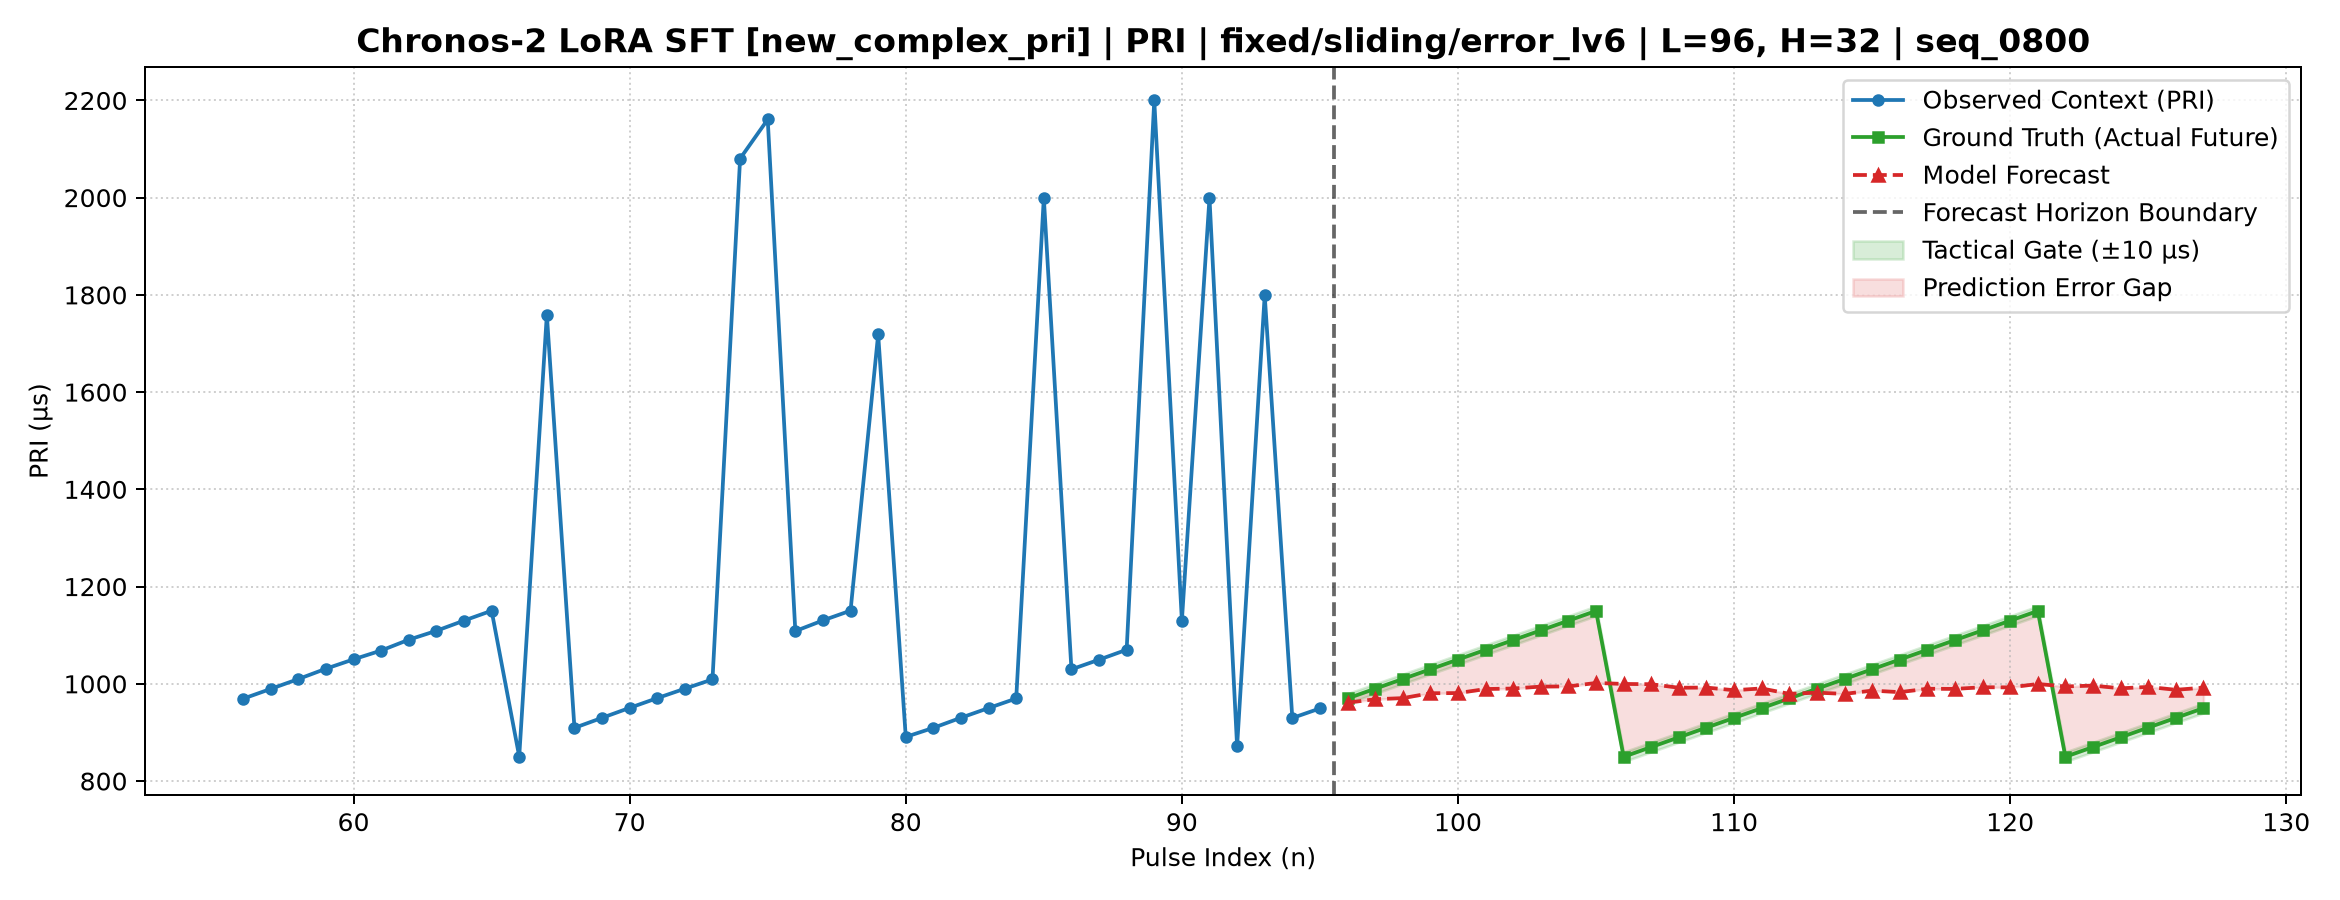 Chronos-2 LoRA SFT [new_complex_pri] | PRI | fixed/sliding/error_lv6 | L=96, H=32 | seq_0800
PRI (µs)
2200
2000
1800
1600
1400
1200
1000
800
Observed Context (PRI)
Ground Truth (Actual Future)
Model Forecast
Forecast Horizon Boundary
Tactical Gate (±10 µs)
Prediction Error Gap
60
70
80
90
100
110
120
130
Pulse Index (n)